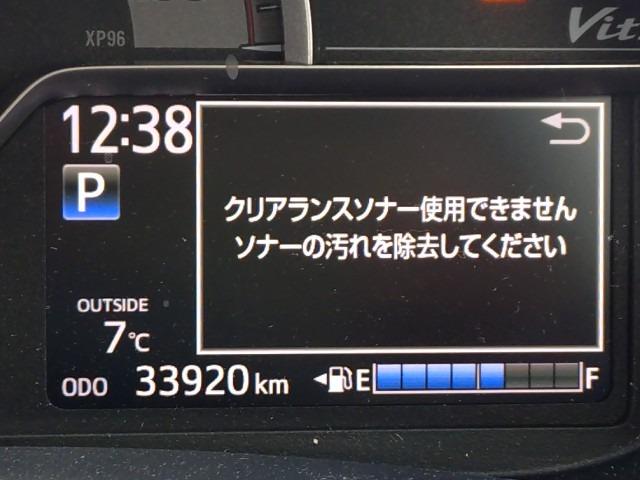 XP96
Vit
12:38
P
クリアランスソナー使用できません
ソナーの汚れを除去してください
OUTSIDE
7℃
ODO 33920 km
E F